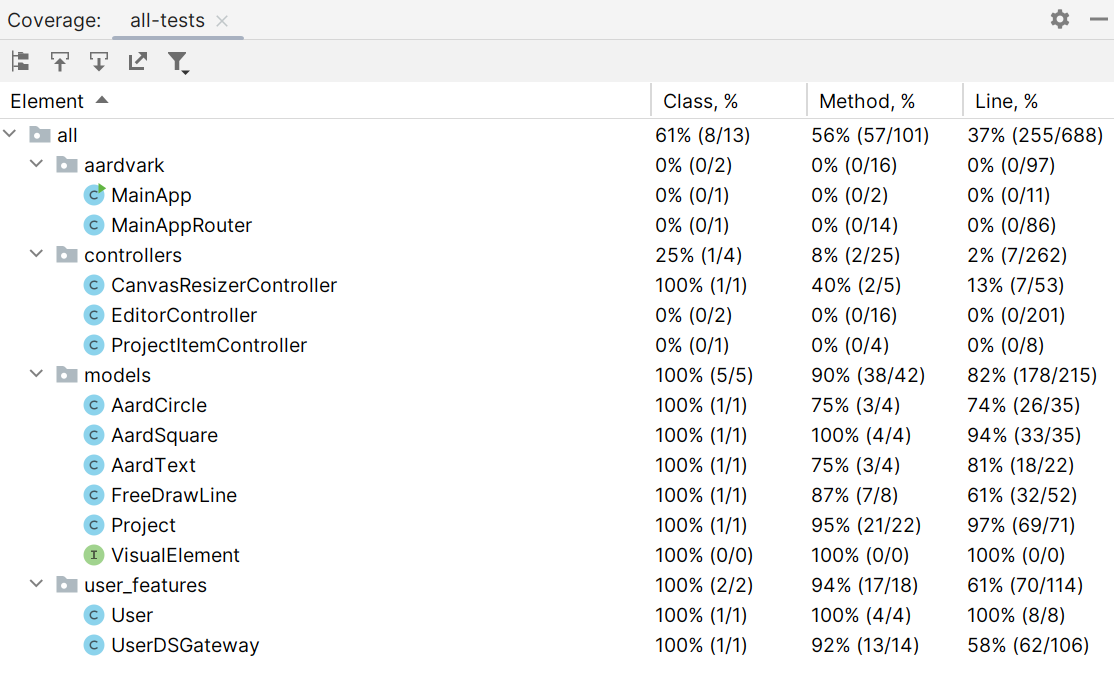 Coverage: all-tests
Element Class, % Method, % Line, %
all 61% (8/13) 56% (57/101) 37% (255/688)
aardvark 0% (0/2) 0% (0/16) 0% (0/97)
C MainApp 0% (0/1) 0% (0/2) 0% (0/11)
C MainAppRouter 0% (0/1) 0% (0/14) 0% (0/86)
controllers 25% (1/4) 8% (2/25) 2% (7/262)
C CanvasResizerController 100% (1/1) 40% (2/5) 13% (7/53)
C EditorController 0% (0/2) 0% (0/16) 0% (0/201)
C ProjectItemController 0% (0/1) 0% (0/4) 0% (0/8)
models 100% (5/5) 90% (38/42) 82% (178/215)
C AardCircle 100% (1/1) 75% (3/4) 74% (26/35)
C AardSquare 100% (1/1) 100% (4/4) 94% (33/35)
C AardText 100% (1/1) 75% (3/4) 81% (18/22)
C FreeDrawLine 100% (1/1) 87% (7/8) 61% (32/52)
C Project 100% (1/1) 95% (21/22) 97% (69/71)
I VisualElement 100% (0/0) 100% (0/0) 100% (0/0)
user_features 100% (2/2) 94% (17/18) 61% (70/114)
C User 100% (1/1) 100% (4/4) 100% (8/8)
C UserDSGateway 100% (1/1) 92% (13/14) 58% (62/106)